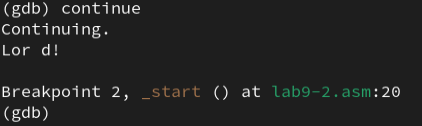 (gdb) continue
Continuing.
Lor d!

Breakpoint 2, _start () at lab9-2.asm:20
(gdb)